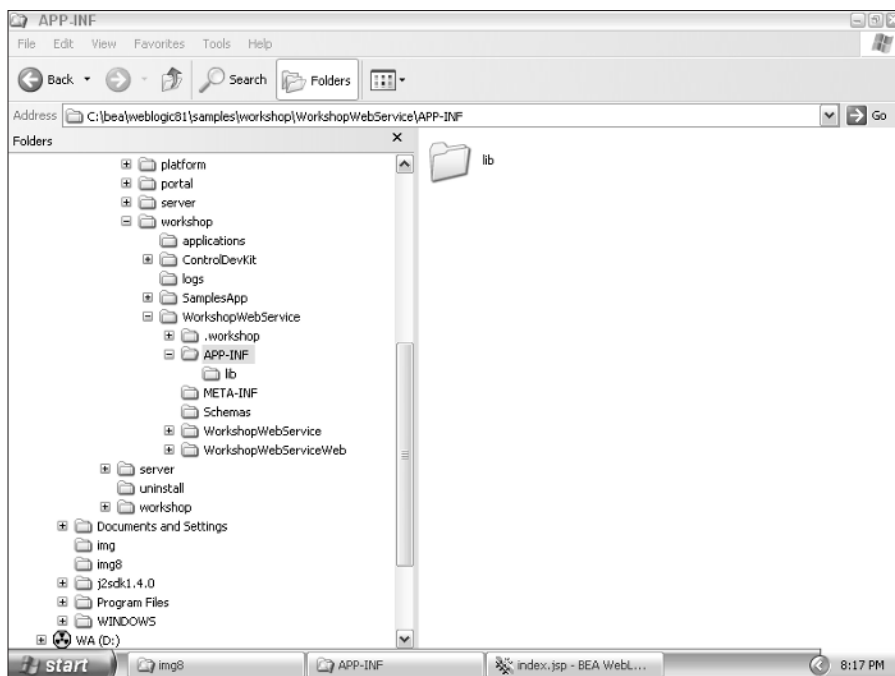 APP-INF
File Edit View Favorites Tools Help
Back Search Folders
Address C:\bea\weblogic81\samples\workshop\WorkshopWebService\APP-INF Go
Folders
platform
portal
server
workshop
applications
ControlDevKit
logs
SamplesApp
WorkshopWebService
.workshop
APP-INF
lib
META-INF
Schemas
WorkshopWebService
WorkshopWebServiceWeb
server
uninstall
workshop
Documents and Settings
img
img8
j2sdk1.4.0
Program Files
WINDOWS
WA (D:)
lib
start img8 APP-INF index.jsp - BEA WebL... 8:17 PM